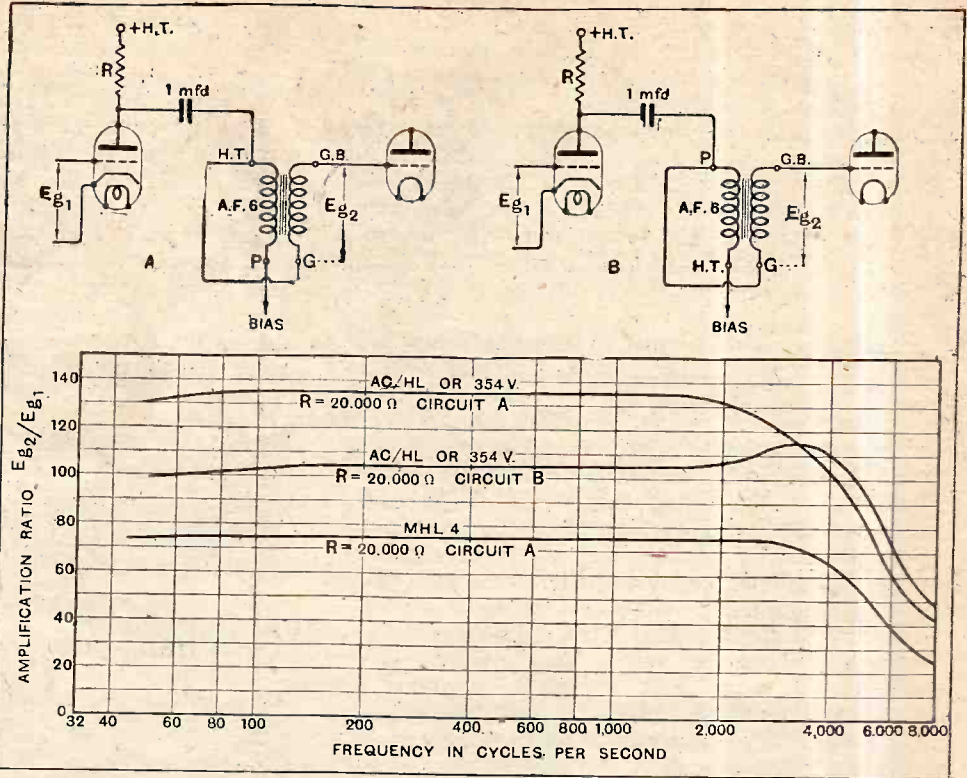 +H.T.
R
1 mfd
H.T.
G.B.
Eg1
A.F.6
Eg2
A
P
G
BIAS
+H.T.
R
1 mfd
P
G.B.
Eg1
A.F.6
Eg2
B
H.T.
G
BIAS
AMPLIFICATION RATIO Eg2/Eg1
140
120
100
80
60
40
20
0
AC/HL OR 354 V.
R = 20.000 Ω CIRCUIT A
AC/HL OR 354 V.
R = 20.000 Ω CIRCUIT B
MHL 4
R = 20.000 Ω CIRCUIT A
32 40 60 80 100 200 400 600 800 1,000 2,000 4,000 6.000 8,000
FREQUENCY IN CYCLES PER SECOND